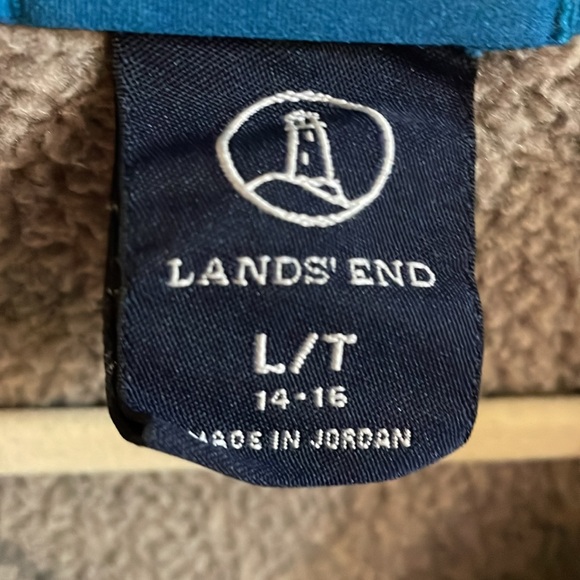 LANDS' END
L/T
14-16
MADE IN JORDAN